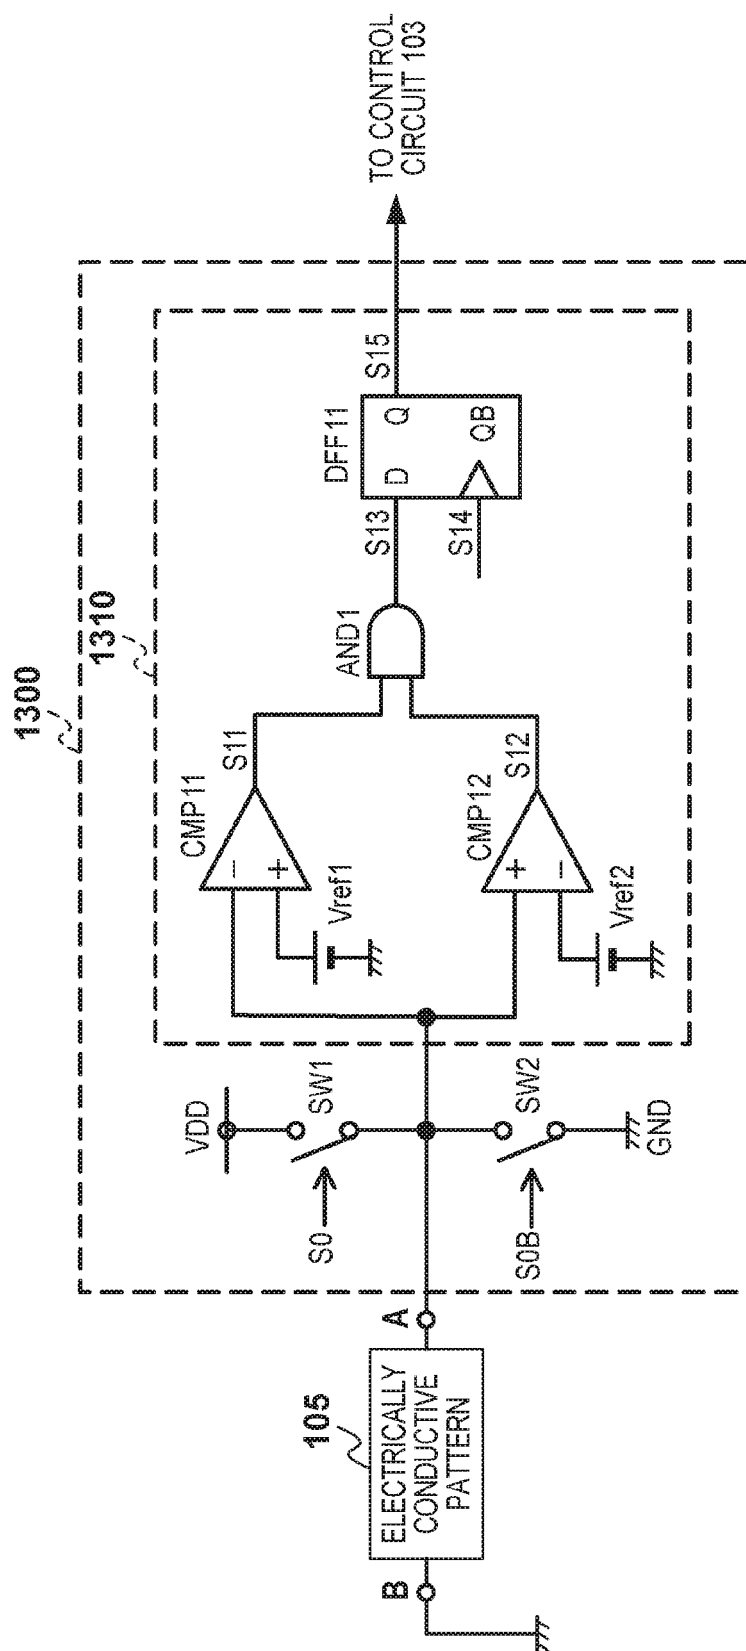 1300
1310
TO CONTROL
CIRCUIT 103
VDD
SW1
S0
SW2
S0B
GND
105
ELECTRICALLY
CONDUCTIVE
PATTERN
A
B
CMP11
−
+
Vref1
S11
CMP12
+
−
Vref2
S12
AND1
S13
S14
DFF11
D
Q
QB
S15